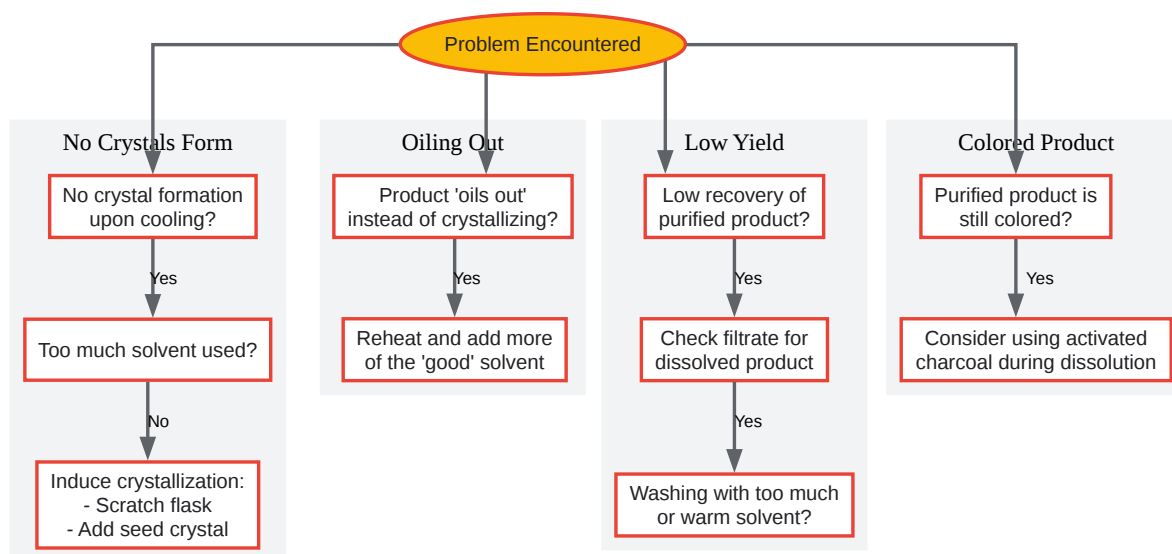 Problem Encountered
No Crystals Form
No crystal formation
upon cooling?
Yes
Too much solvent used?
No
Induce crystallization:
- Scratch flask
- Add seed crystal
Oiling Out
Product 'oils out'
instead of crystallizing?
Yes
Reheat and add more
of the 'good' solvent
Low Yield
Low recovery of
purified product?
Yes
Check filtrate for
dissolved product
Yes
Washing with too much
or warm solvent?
Colored Product
Purified product is
still colored?
Yes
Consider using activated
charcoal during dissolution